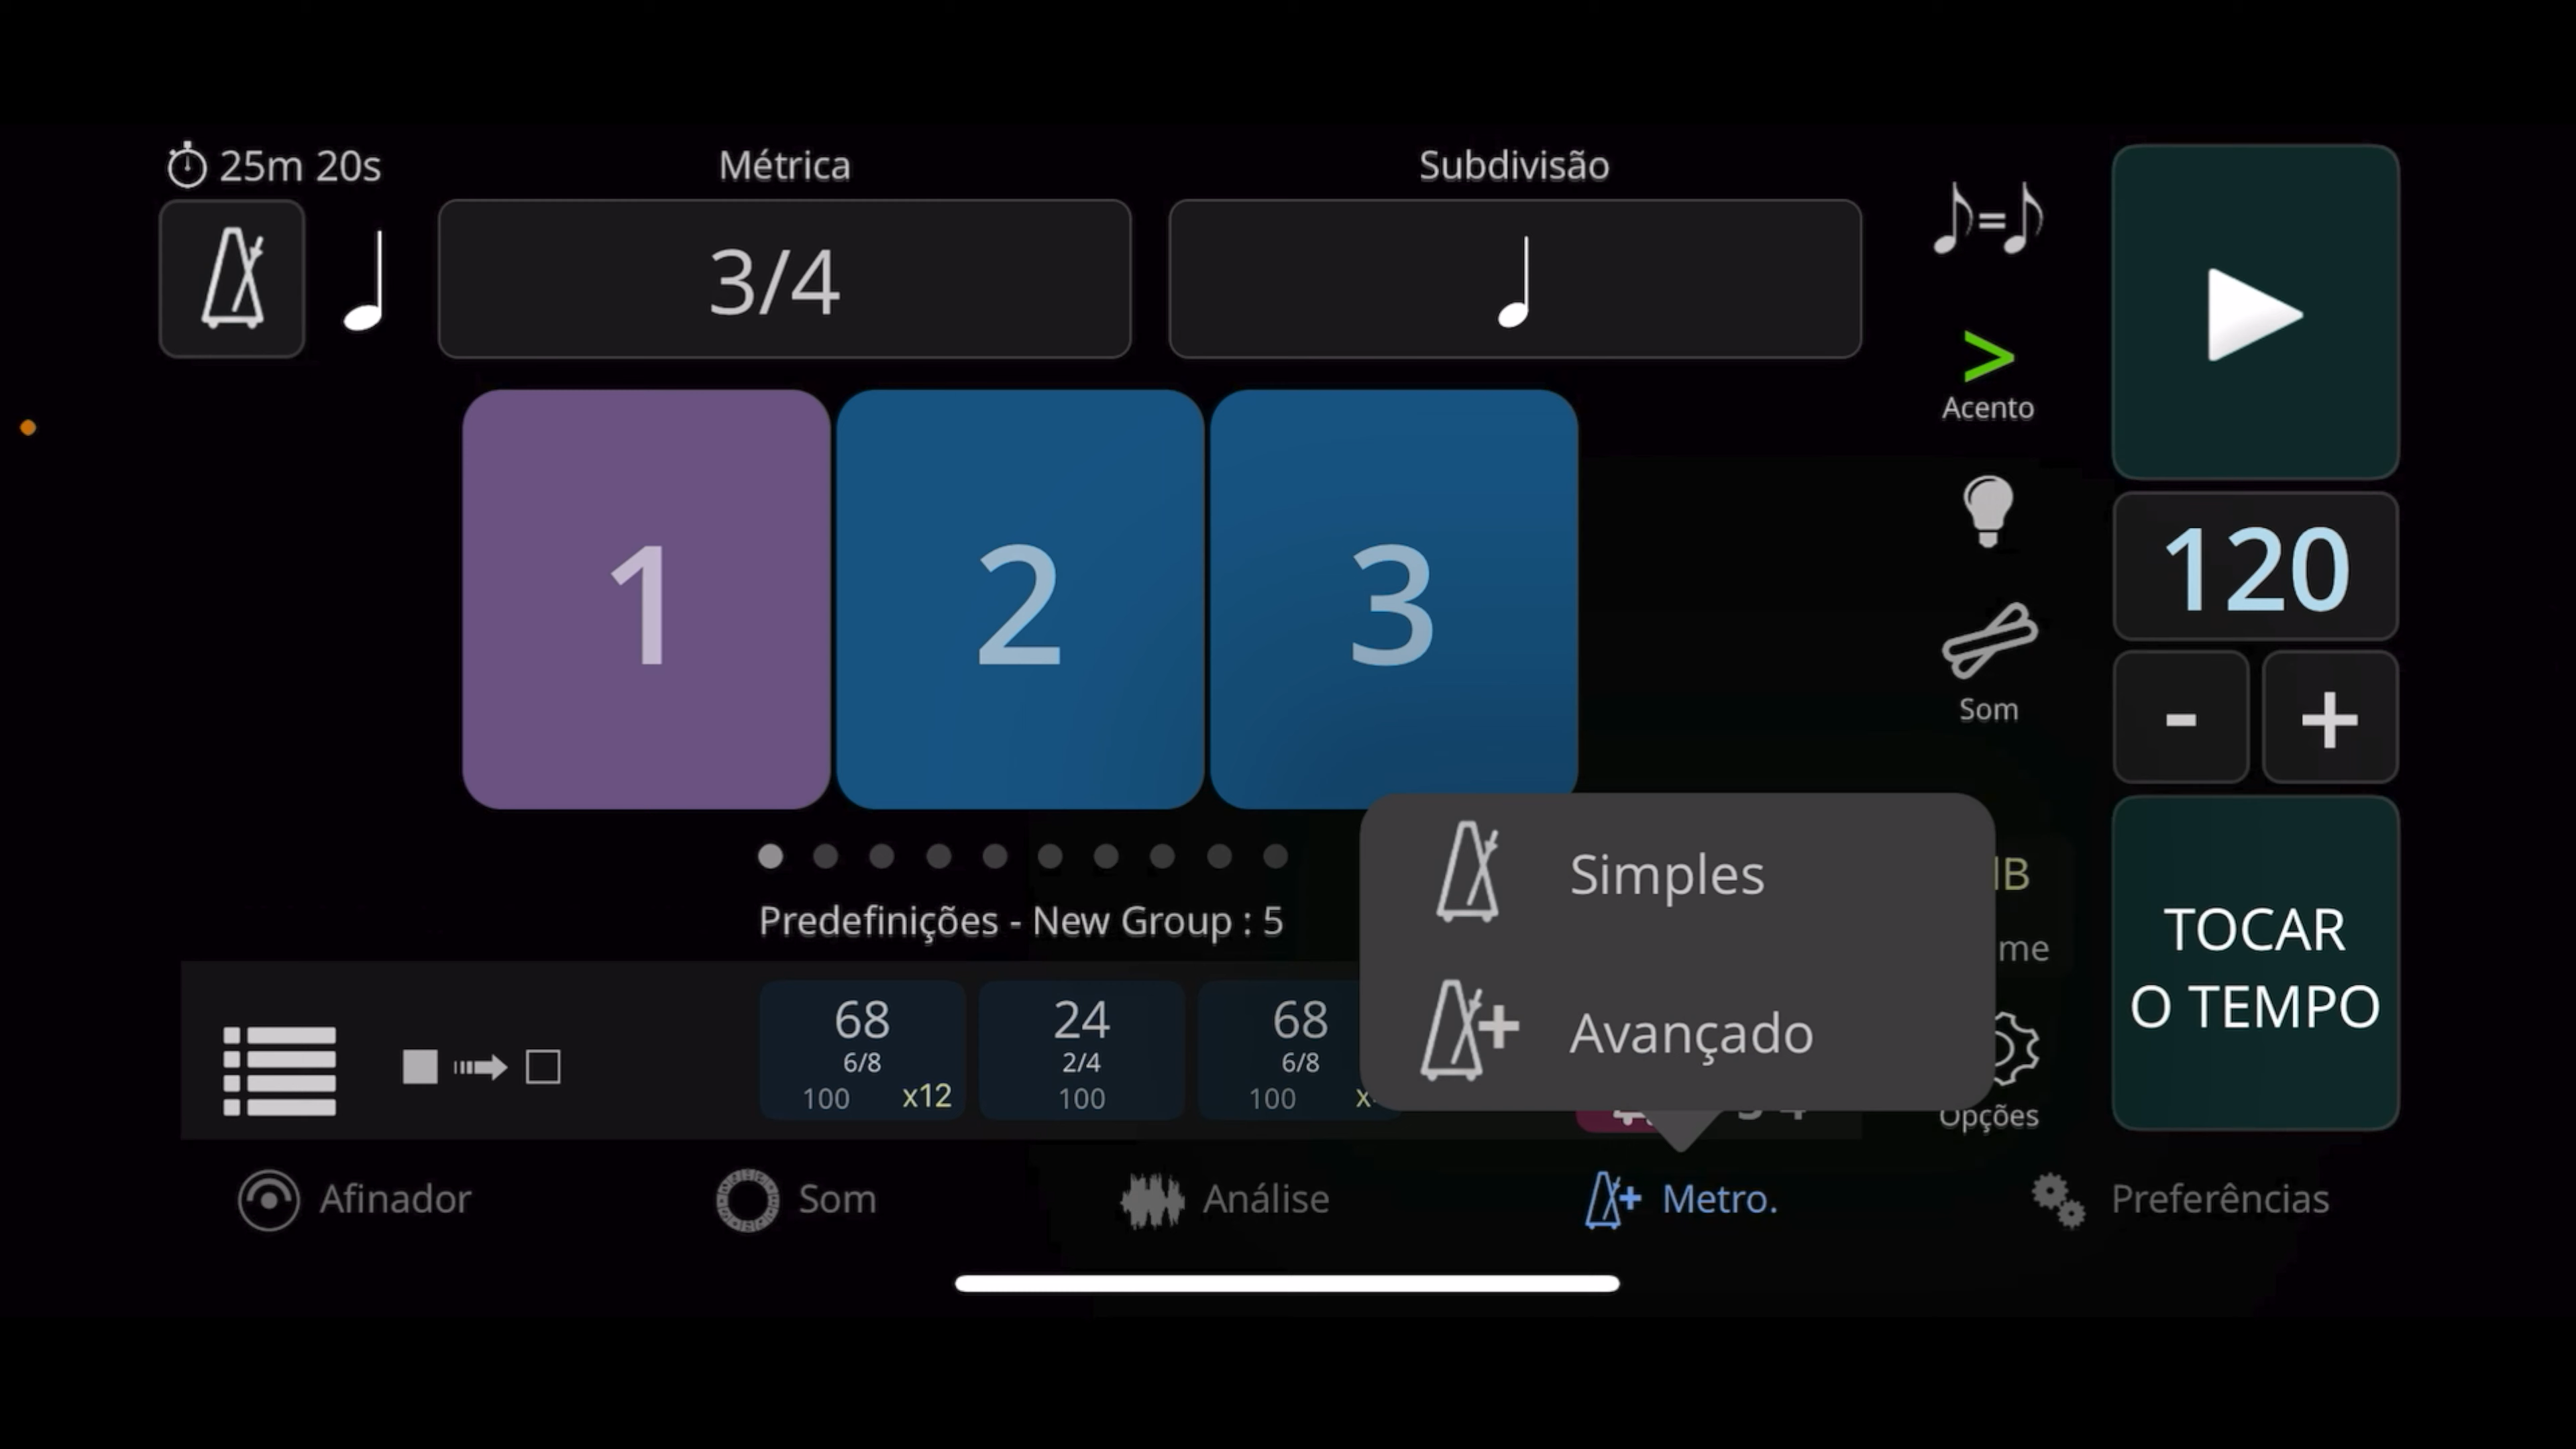 25m 20s
Métrica
Subdivisão
3/4
Acento
1
2
3
120
Som
-
+
Simples
Avançado
TOCAR
O TEMPO
Predefinições - New Group : 5
68
6/8
100 x12
24
2/4
100
68
6/8
100
Opções
Afinador
Som
Análise
Metro.
Preferências